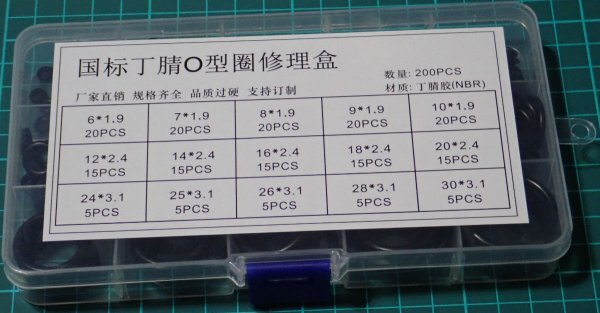 国标丁腈O型圈修理盒
数量: 200PCS
厂家直销 规格齐全 品质过硬 支持订制
材质: 丁腈胶(NBR)
6*1.9 7*1.9 8*1.9 9*1.9 10*1.9
20PCS 20PCS 20PCS 20PCS 20PCS
12*2.4 14*2.4 16*2.4 18*2.4 20*2.4
15PCS 15PCS 15PCS 15PCS 15PCS
24*3.1 25*3.1 26*3.1 28*3.1 30*3.1
5PCS 5PCS 5PCS 5PCS 5PCS